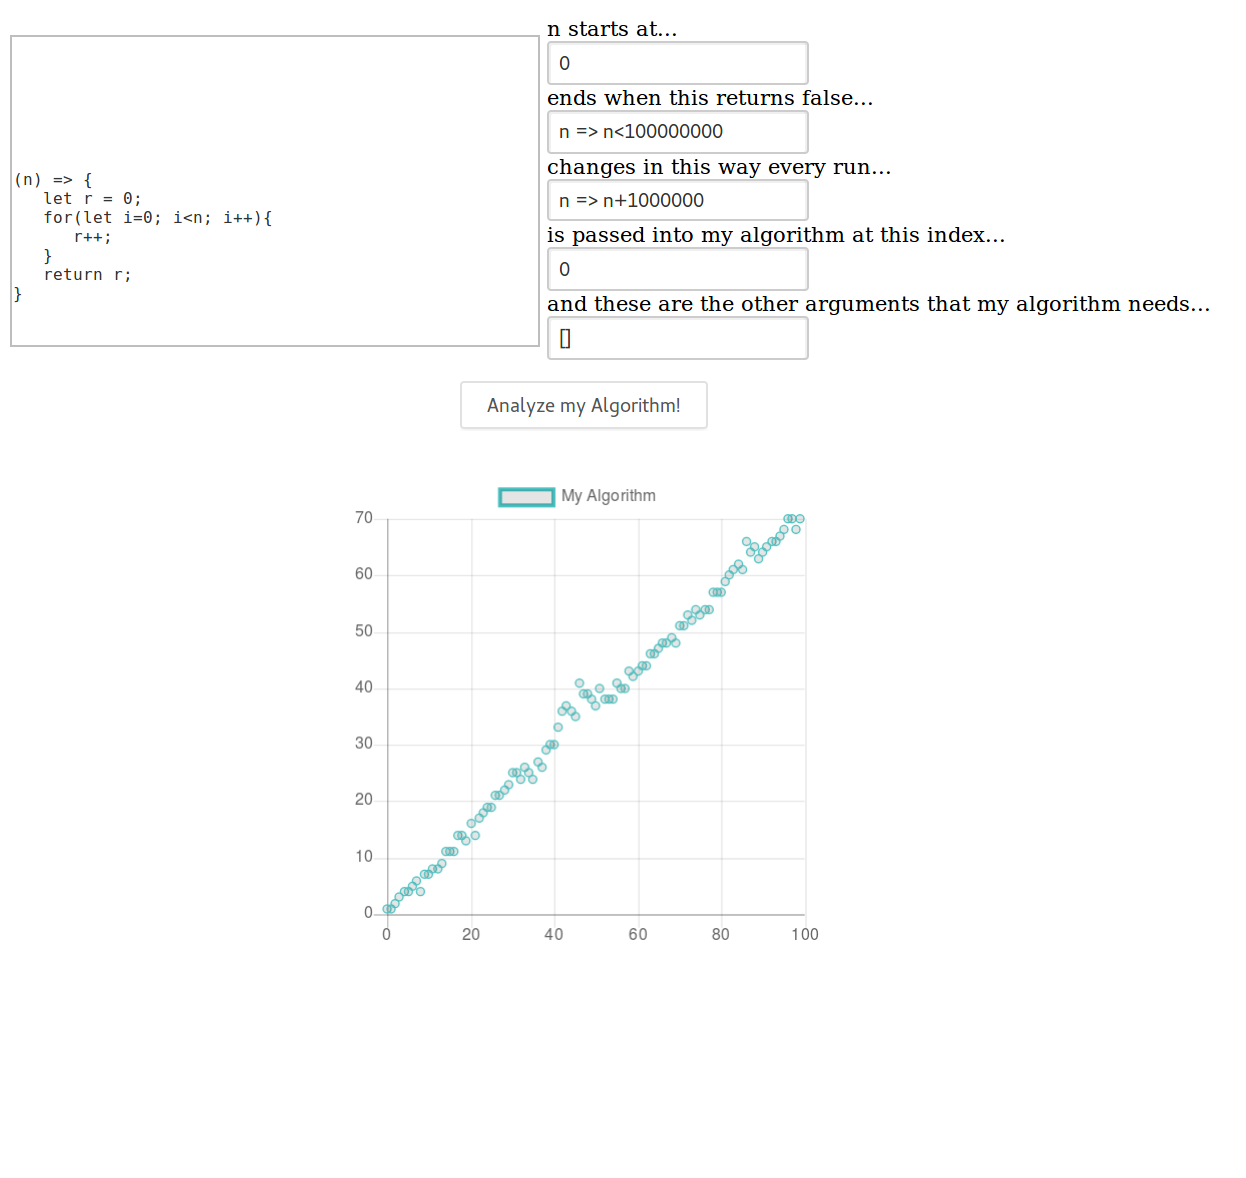 n starts at...
0
ends when this returns false...
n => n<100000000
changes in this way every run...
n => n+1000000
is passed into my algorithm at this index...
0
and these are the other arguments that my algorithm needs...
[]
(n) => {
   let r = 0;
   for(let i=0; i<n; i++){
      r++;
   }
   return r;
}
Analyze my Algorithm!
My Algorithm
70
60
50
40
30
20
10
0
0 20 40 60 80 100